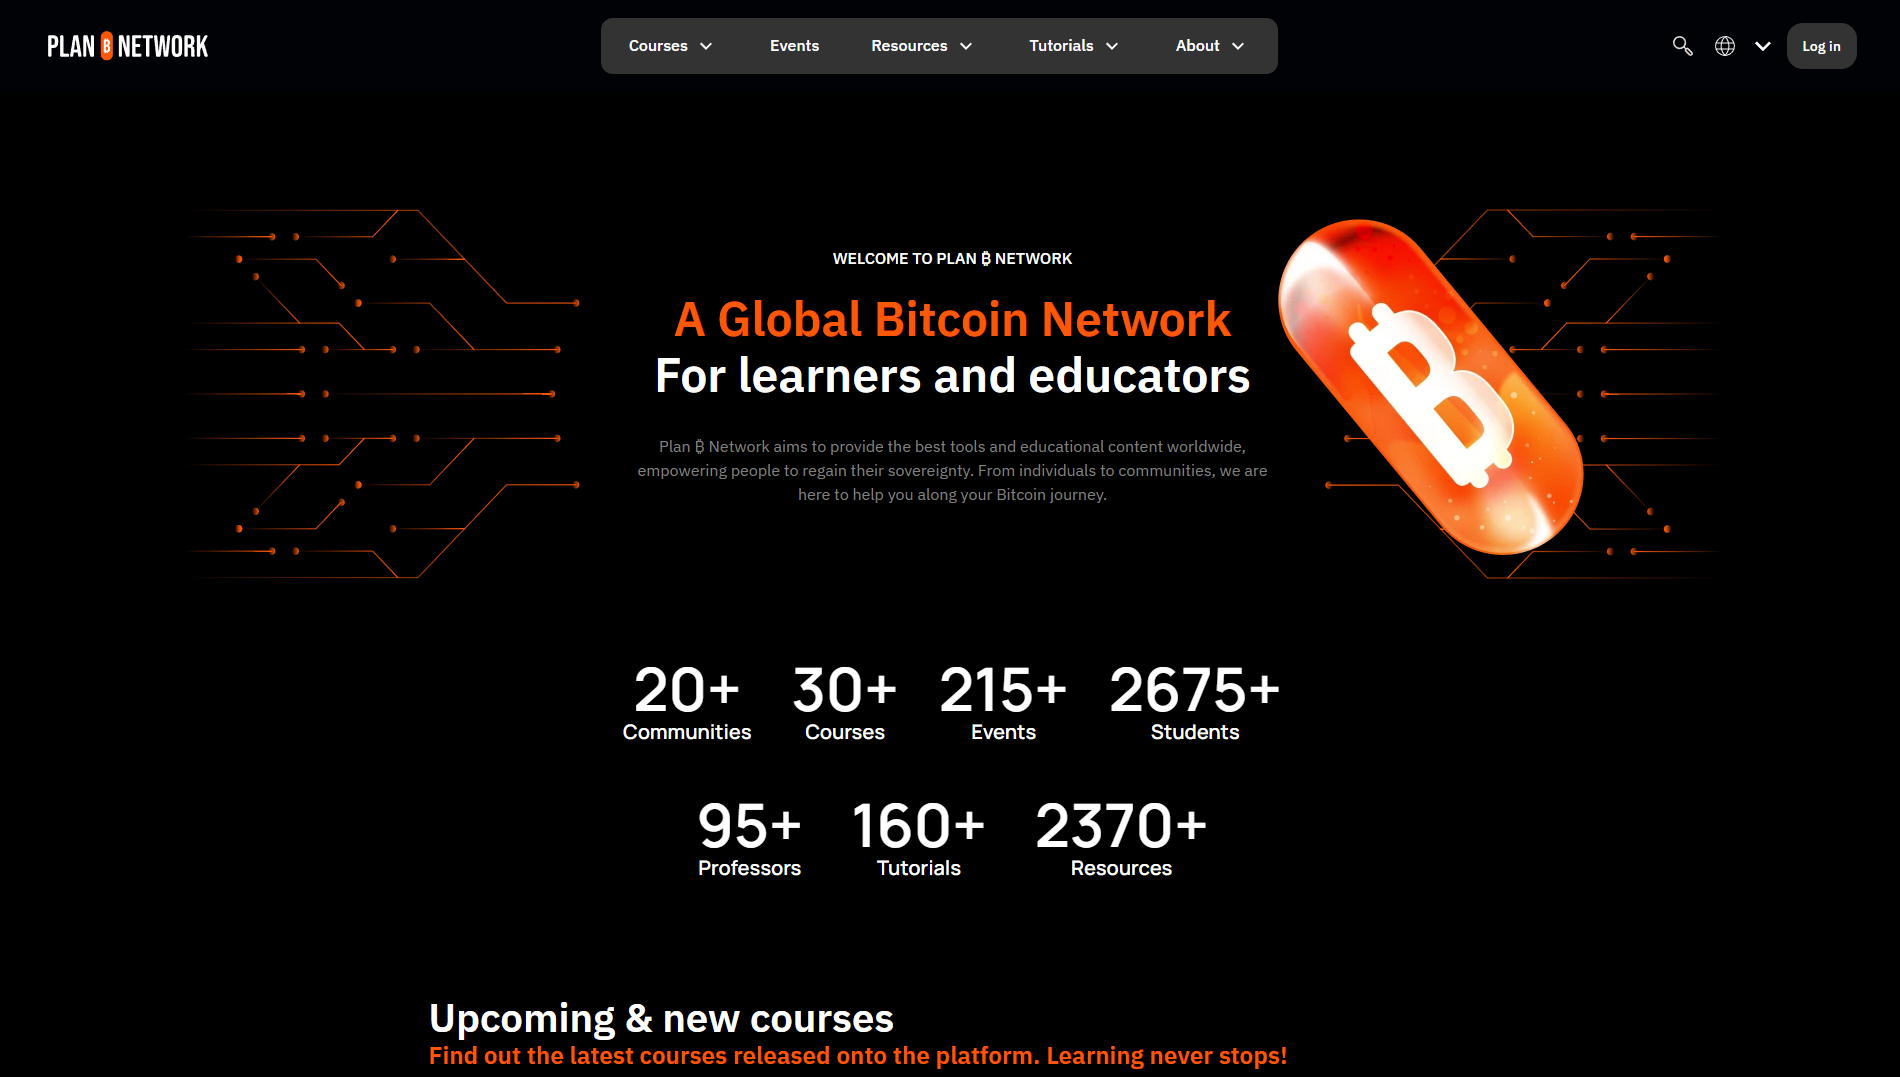 PLAN ₿ NETWORK
Courses Events Resources Tutorials About
Log in
WELCOME TO PLAN ₿ NETWORK
A Global Bitcoin Network
For learners and educators
Plan ₿ Network aims to provide the best tools and educational content worldwide,
empowering people to regain their sovereignty. From individuals to communities, we are
here to help you along your Bitcoin journey.
20+ 30+ 215+ 2675+
Communities Courses Events Students
95+ 160+ 2370+
Professors Tutorials Resources
Upcoming & new courses
Find out the latest courses released onto the platform. Learning never stops!